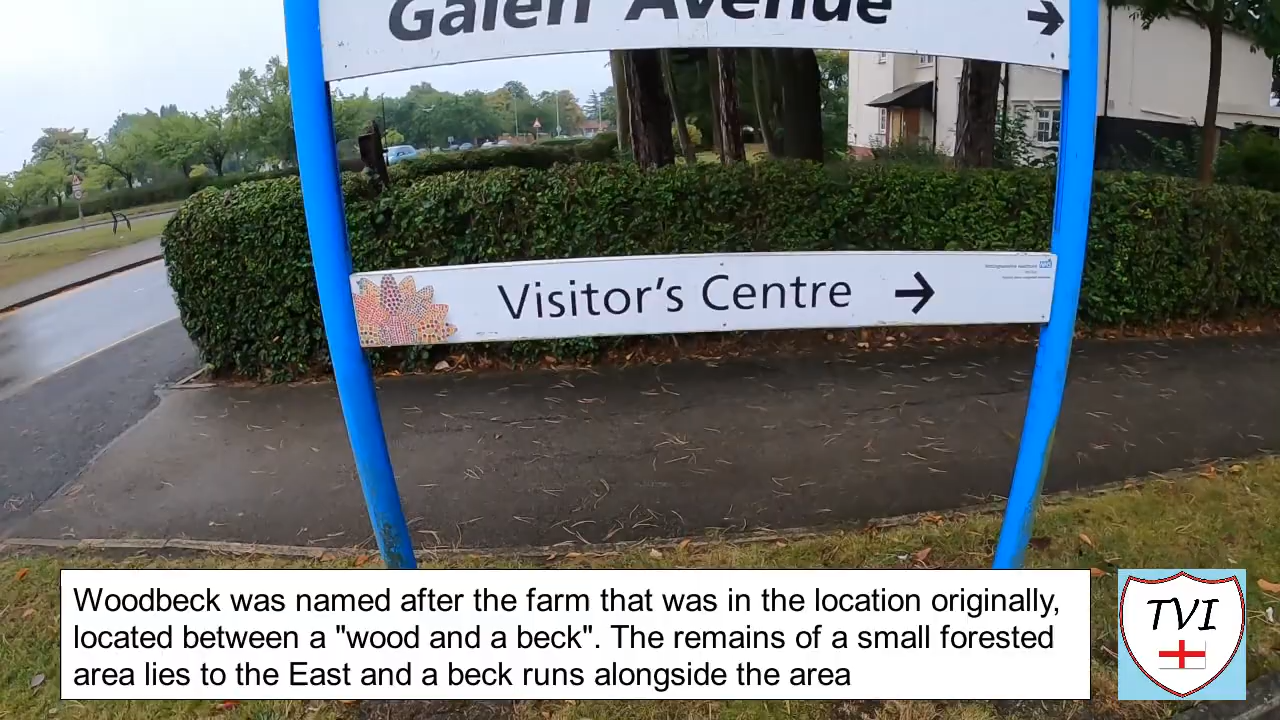 Galen Avenue
Visitor's Centre
NHS
Woodbeck was named after the farm that was in the location originally,
located between a "wood and a beck". The remains of a small forested
area lies to the East and a beck runs alongside the area
TVI